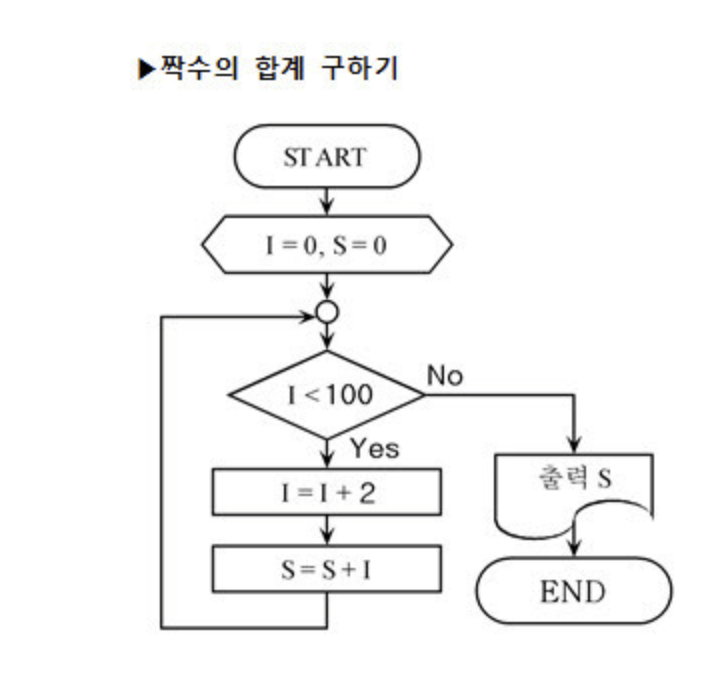 ▶짝수의 합계 구하기
START
I = 0, S = 0
I < 100
No
Yes
I = I + 2
S = S + I
출력 S
END